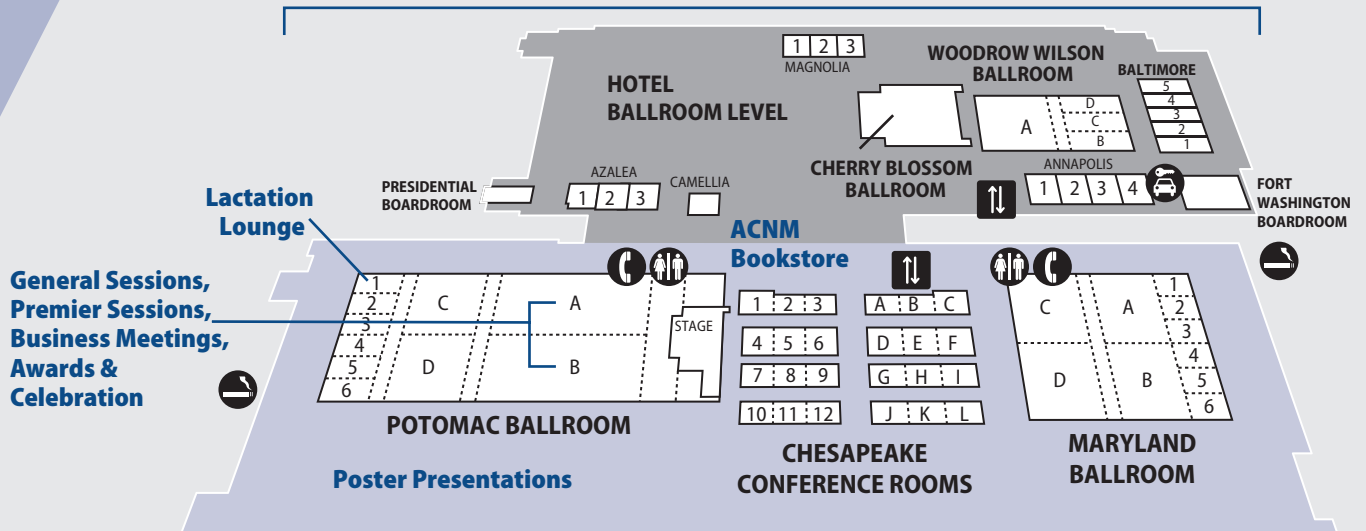 1 2 3
MAGNOLIA
WOODROW WILSON
BALLROOM
BALTIMORE
5
4
3
2
1
HOTEL
BALLROOM LEVEL
A
D
C
B
CHERRY BLOSSOM
BALLROOM
ANNAPOLIS
1 2 3 4
FORT
WASHINGTON
BOARDROOM
PRESIDENTIAL
BOARDROOM
AZALEA
1 2 3
CAMELLIA
Lactation
Lounge
ACNM
Bookstore
General Sessions,
Premier Sessions,
Business Meetings,
Awards &
Celebration
1
2
3
4
5
6
C
D
A
B
STAGE
POTOMAC BALLROOM
Poster Presentations
1 2 3
4 5 6
7 8 9
10 11 12
A B C
D E F
G H I
J K L
CHESAPEAKE
CONFERENCE ROOMS
C
A
D
B
1
2
3
4
5
6
MARYLAND
BALLROOM